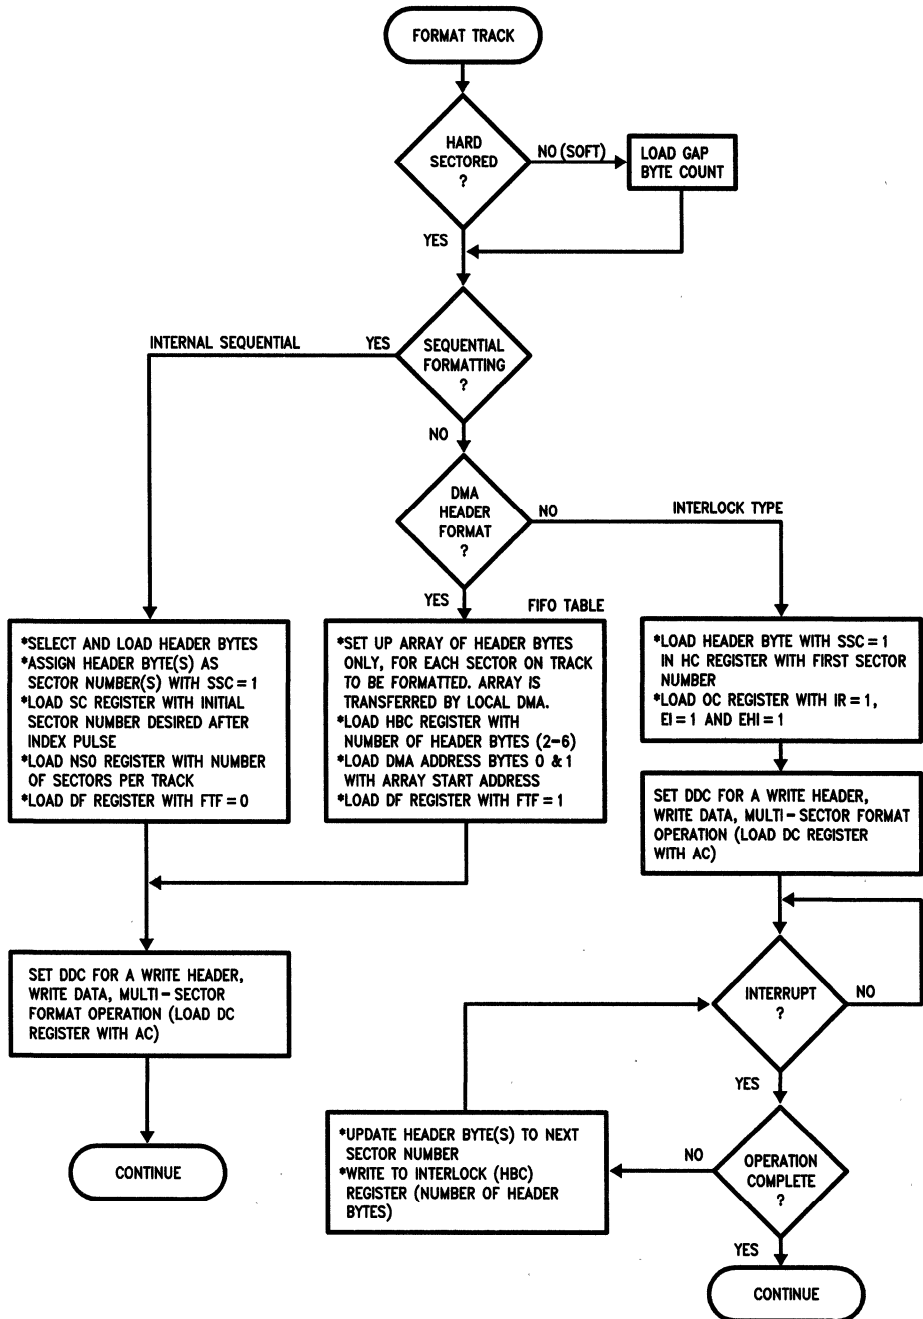 FORMAT TRACK
HARD
SECTORED
?
NO (SOFT)
LOAD GAP
BYTE COUNT
YES
INTERNAL SEQUENTIAL
YES
SEQUENTIAL
FORMATTING
?
NO
DMA
HEADER
FORMAT
?
NO
INTERLOCK TYPE
YES
FIFO TABLE
*SELECT AND LOAD HEADER BYTES
*ASSIGN HEADER BYTE(S) AS
SECTOR NUMBER(S) WITH SSC=1
*LOAD SC REGISTER WITH INITIAL
SECTOR NUMBER DESIRED AFTER
INDEX PULSE
*LOAD NSO REGISTER WITH NUMBER
OF SECTORS PER TRACK
*LOAD DF REGISTER WITH FTF=0
*SET UP ARRAY OF HEADER BYTES
ONLY, FOR EACH SECTOR ON TRACK
TO BE FORMATTED. ARRAY IS
TRANSFERRED BY LOCAL DMA.
*LOAD HBC REGISTER WITH
NUMBER OF HEADER BYTES (2-6)
*LOAD DMA ADDRESS BYTES 0 & 1
WITH ARRAY START ADDRESS
*LOAD DF REGISTER WITH FTF=1
*LOAD HEADER BYTE WITH SSC=1
IN HC REGISTER WITH FIRST SECTOR
NUMBER
*LOAD OC REGISTER WITH IR=1,
EI=1 AND EHI=1
SET DDC FOR A WRITE HEADER,
WRITE DATA, MULTI-SECTOR FORMAT
OPERATION (LOAD DC REGISTER
WITH AC)
SET DDC FOR A WRITE HEADER,
WRITE DATA, MULTI-SECTOR
FORMAT OPERATION (LOAD DC
REGISTER WITH AC)
CONTINUE
INTERRUPT
?
NO
YES
OPERATION
COMPLETE
?
NO
*UPDATE HEADER BYTE(S) TO NEXT
SECTOR NUMBER
*WRITE TO INTERLOCK (HBC)
REGISTER (NUMBER OF HEADER
BYTES)
YES
CONTINUE